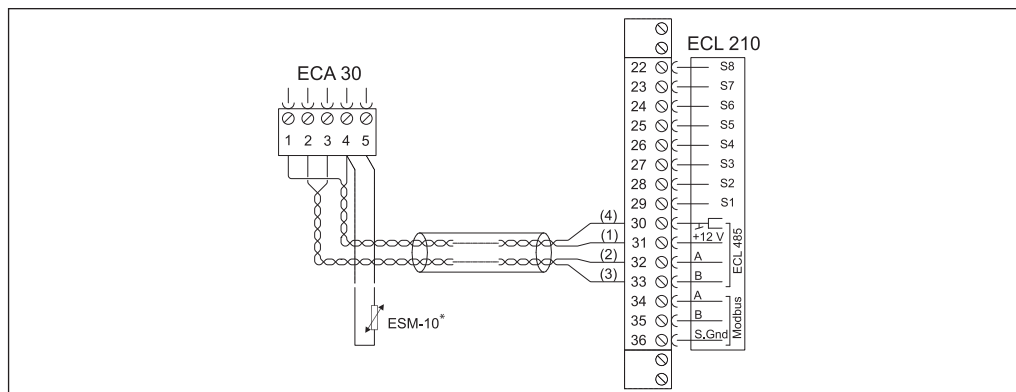 ECA 30
1 2 3 4 5
ESM-10*
(4)
(1)
(2)
(3)
ECL 210
22 S8
23 S7
24 S6
25 S5
26 S4
27 S3
28 S2
29 S1
30
31 +12 V
32 A
33 B
34 A
35 B
36 S.Gnd
ECL 485
Modbus